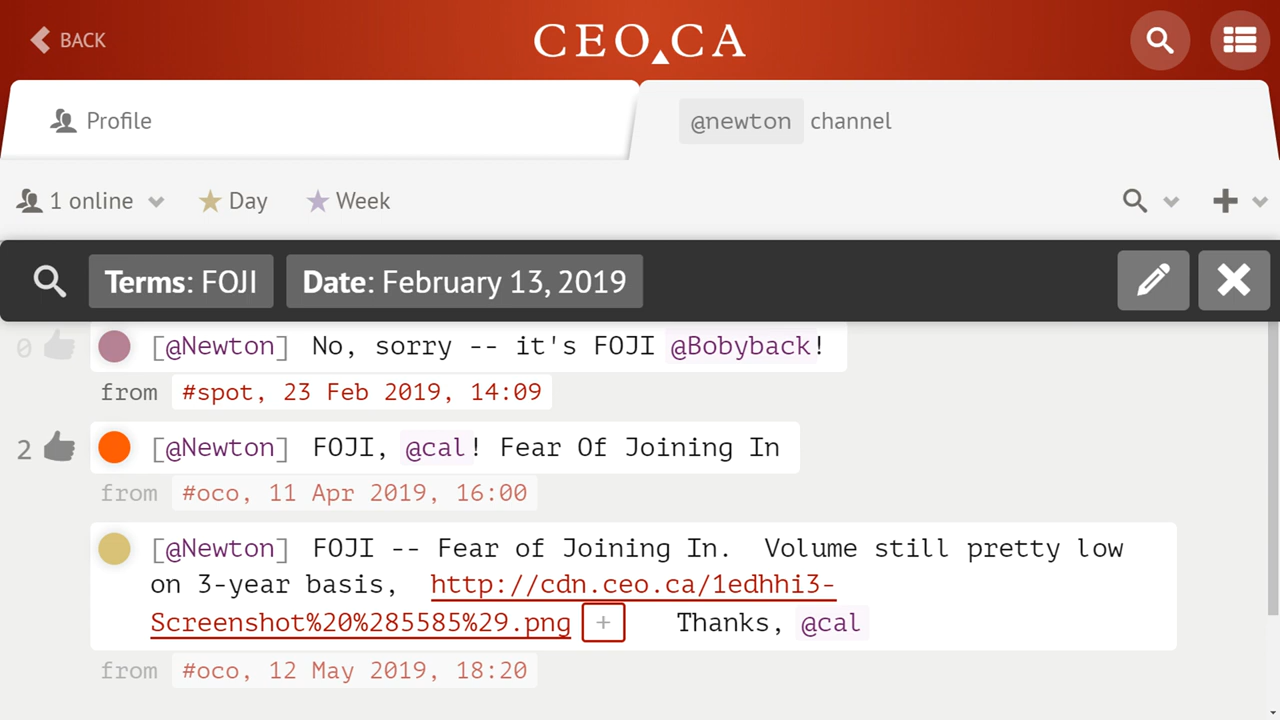 BACK
CEO.CA
Profile
@newton channel
1 online
Day
Week
Terms: FOJI
Date: February 13, 2019
0
[@Newton] No, sorry -- it's FOJI @Bobyback!
from #spot, 23 Feb 2019, 14:09
2
[@Newton] FOJI, @cal! Fear Of Joining In
from #oco, 11 Apr 2019, 16:00
[@Newton] FOJI -- Fear of Joining In. Volume still pretty low
on 3-year basis, http://cdn.ceo.ca/1edhhi3-
Screenshot%20%285585%29.png + Thanks, @cal
from #oco, 12 May 2019, 18:20